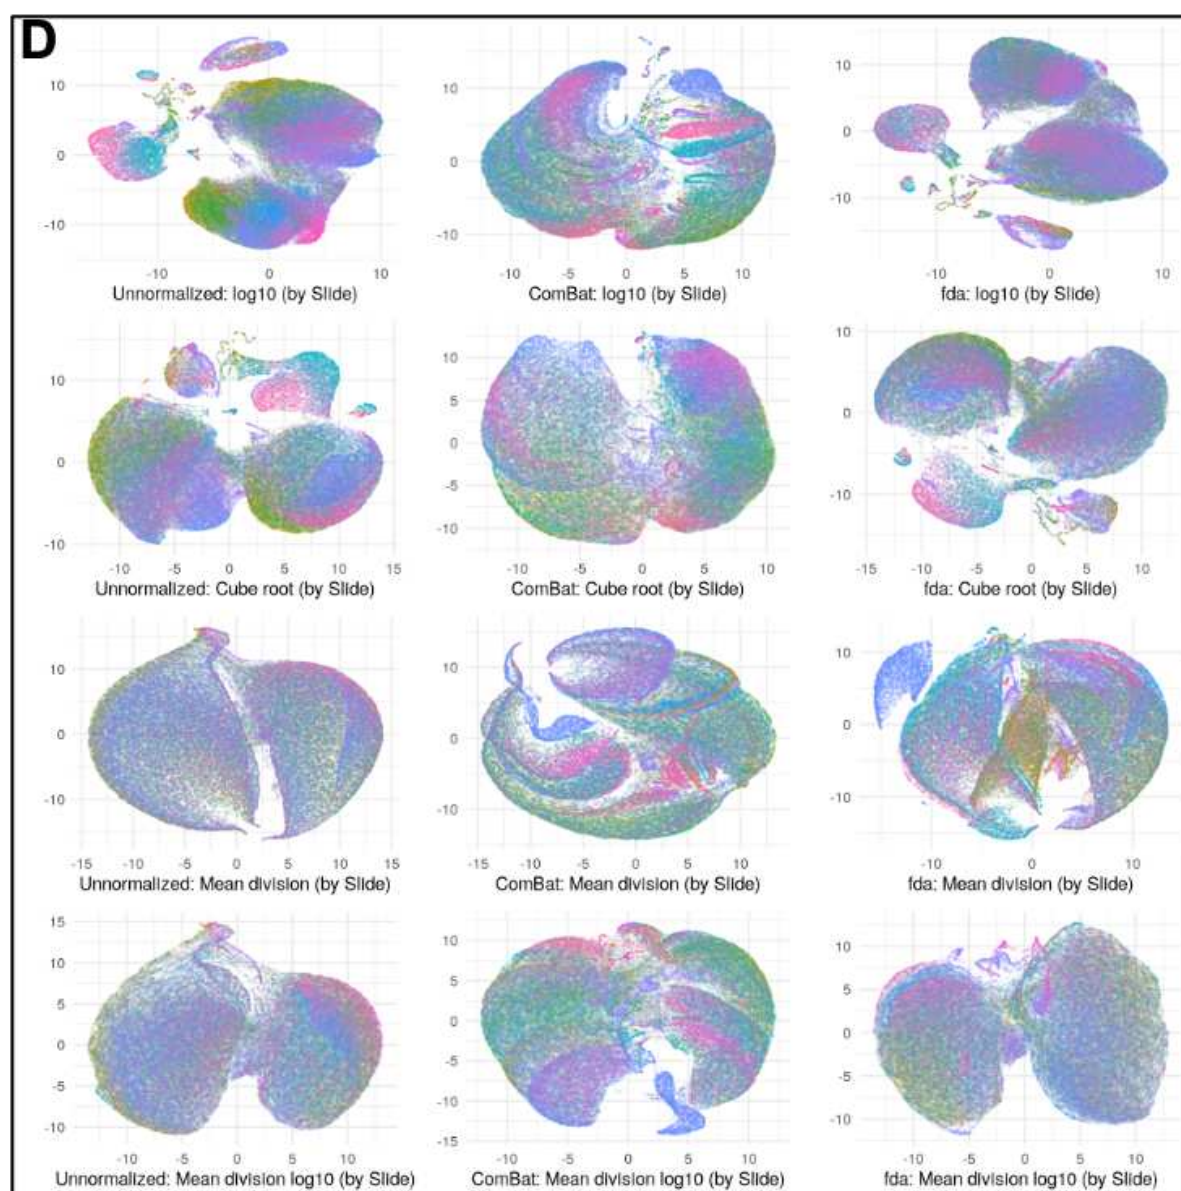 D
10
0
-10
-10 0 10
Unnormalized: log10 (by Slide)
10
0
-10
-10 -5 0 5 10
ComBat: log10 (by Slide)
10
0
-10
-10 0 10
fda: log10 (by Slide)
10
0
-10
-10 -5 0 5 10 15
Unnormalized: Cube root (by Slide)
10
5
0
-5
-10
-10 -5 0 5 10
ComBat: Cube root (by Slide)
10
0
-10
-15 -10 -5 0 5 10
fda: Cube root (by Slide)
10
0
-10
-15 -10 -5 0 5 10 15
Unnormalized: Mean division (by Slide)
10
0
-10
-15 -10 -5 0 5 10
ComBat: Mean division (by Slide)
10
0
-10
-10 0 10
fda: Mean division (by Slide)
15
10
5
0
-5
-10
-10 -5 0 5 10
Unnormalized: Mean division log10 (by Slide)
10
5
0
-5
-10
-15
-10 -5 0 5 10
ComBat: Mean division log10 (by Slide)
10
5
0
-5
-10
-10 -5 0 5 10
fda: Mean division log10 (by Slide)